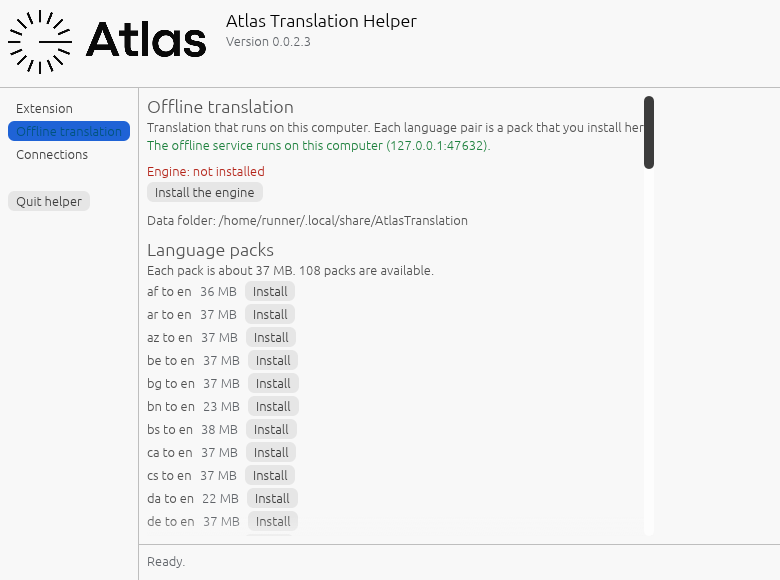 Atlas
Atlas Translation Helper
Version 0.0.2.3
Extension
Offline translation
Connections
Quit helper
Offline translation
Translation that runs on this computer. Each language pair is a pack that you install her
The offline service runs on this computer (127.0.0.1:47632).
Engine: not installed
Install the engine
Data folder: /home/runner/.local/share/AtlasTranslation
Language packs
Each pack is about 37 MB. 108 packs are available.
af to en 36 MB Install
ar to en 37 MB Install
az to en 37 MB Install
be to en 37 MB Install
bg to en 37 MB Install
bn to en 23 MB Install
bs to en 38 MB Install
ca to en 37 MB Install
cs to en 37 MB Install
da to en 22 MB Install
de to en 37 MB Install
Ready.